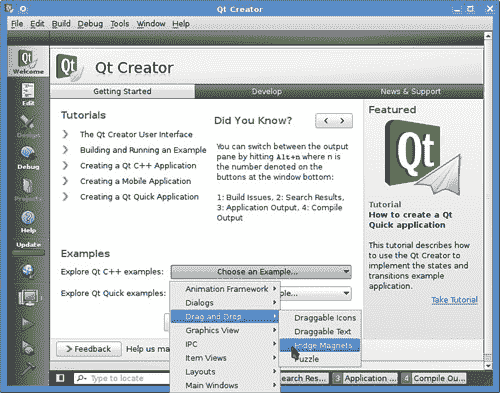 Qt Creator
File Edit Build Debug Tools Window Help
Qt Qt Creator
Welcome
Getting Started Develop News & Support
Edit
Design
Debug
Projects
Help
Update
Tutorials
The Qt Creator User Interface
Building and Running an Example
Creating a Qt C++ Application
Creating a Mobile Application
Creating a Qt Quick Application
Did You Know?
You can switch between the output
pane by hitting Alt+n where n is
the number denoted on the
buttons at the window bottom:
1: Build Issues, 2: Search Results,
3: Application Output, 4: Compile
Output
Featured
Qt
Tutorial
How to create a Qt
Quick application
This tutorial describes how
to use the Qt Creator to
implement the states and
transitions example
application.
Take Tutorial
Examples
Explore Qt C++ examples: Choose an Example...
Explore Qt Quick examples: ple...
Animation Framework
Dialogs
Drag and Drop
Graphics View
IPC
Item Views
Layouts
Main Windows
Draggable Icons
Draggable Text
Fridge Magnets
Puzzle
Feedback Help us ma
Type to locate
Search Res... 3 Application ... 4 Compile Ou...